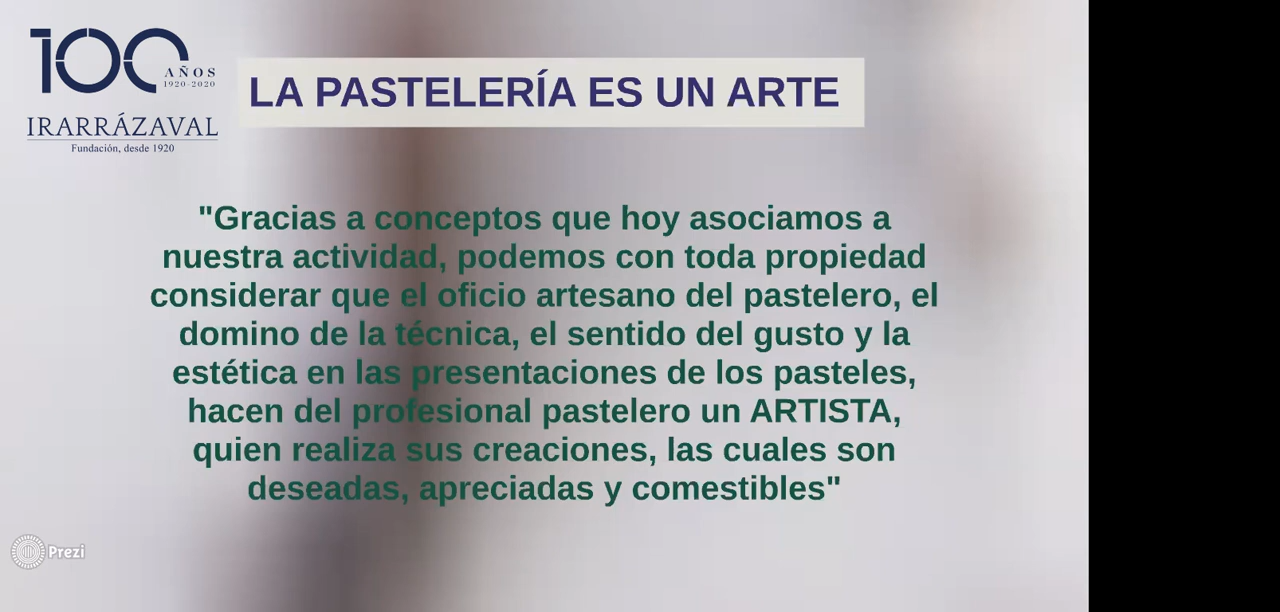 100
AÑOS
1920-2020
IRARRÁZAVAL
Fundación, desde 1920
LA PASTELERÍA ES UN ARTE
"Gracias a conceptos que hoy asociamos a
nuestra actividad, podemos con toda propiedad
considerar que el oficio artesano del pastelero, el
domino de la técnica, el sentido del gusto y la
estética en las presentaciones de los pasteles,
hacen del profesional pastelero un ARTISTA,
quien realiza sus creaciones, las cuales son
deseadas, apreciadas y comestibles"
Prezi